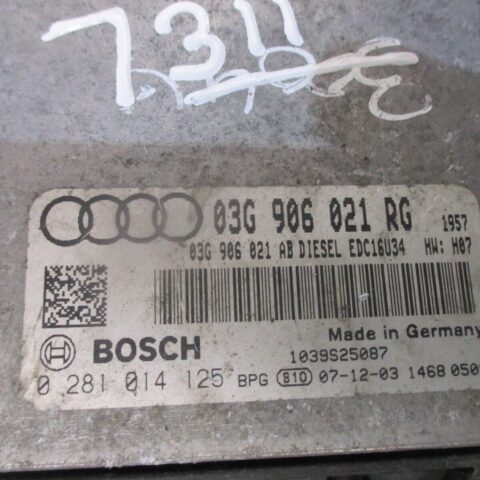 7311
03G 906 021 RG 1957
03G 906 021 AB DIESEL EDC16U34 HW: H07
Made in Germany
BOSCH 1039S25087
0 281 014 125 BPG 810 07-12-03 1468 050